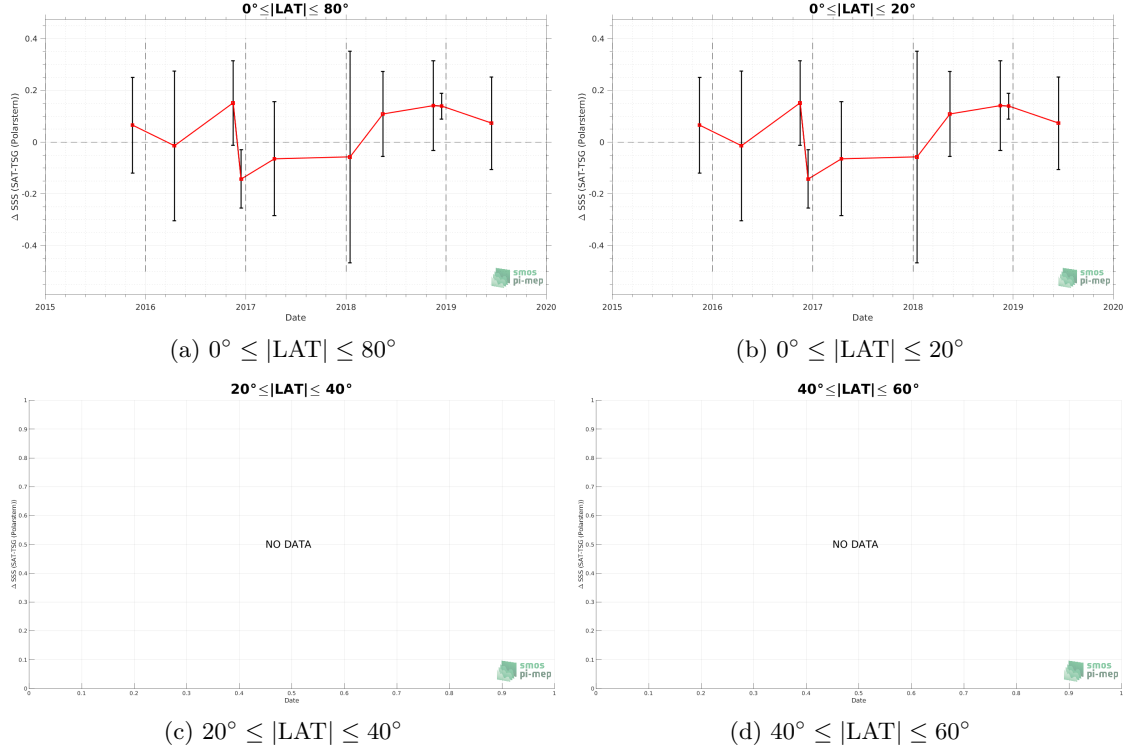 0°≤|LAT|≤ 80°
Δ SSS (SAT-TSG (Polarstern))
0.4
0.2
0
-0.2
-0.4
2015 2016 2017 2018 2019 2020
Date
smos
pi-mep
(a) 0° ≤ |LAT| ≤ 80°
0°≤|LAT|≤ 20°
Δ SSS (SAT-TSG (Polarstern))
0.4
0.2
0
-0.2
-0.4
2015 2016 2017 2018 2019 2020
Date
smos
pi-mep
(b) 0° ≤ |LAT| ≤ 20°
20°≤|LAT|≤ 40°
Δ SSS (SAT-TSG (Polarstern))
1
0.9
0.8
0.7
0.6
0.5
0.4
0.3
0.2
0.1
0
NO DATA
0 0.1 0.2 0.3 0.4 0.5 0.6 0.7 0.8 0.9 1
Date
smos
pi-mep
(c) 20° ≤ |LAT| ≤ 40°
40°≤|LAT|≤ 60°
Δ SSS (SAT-TSG (Polarstern))
1
0.9
0.8
0.7
0.6
0.5
0.4
0.3
0.2
0.1
0
NO DATA
0 0.1 0.2 0.3 0.4 0.5 0.6 0.7 0.8 0.9 1
Date
smos
pi-mep
(d) 40° ≤ |LAT| ≤ 60°